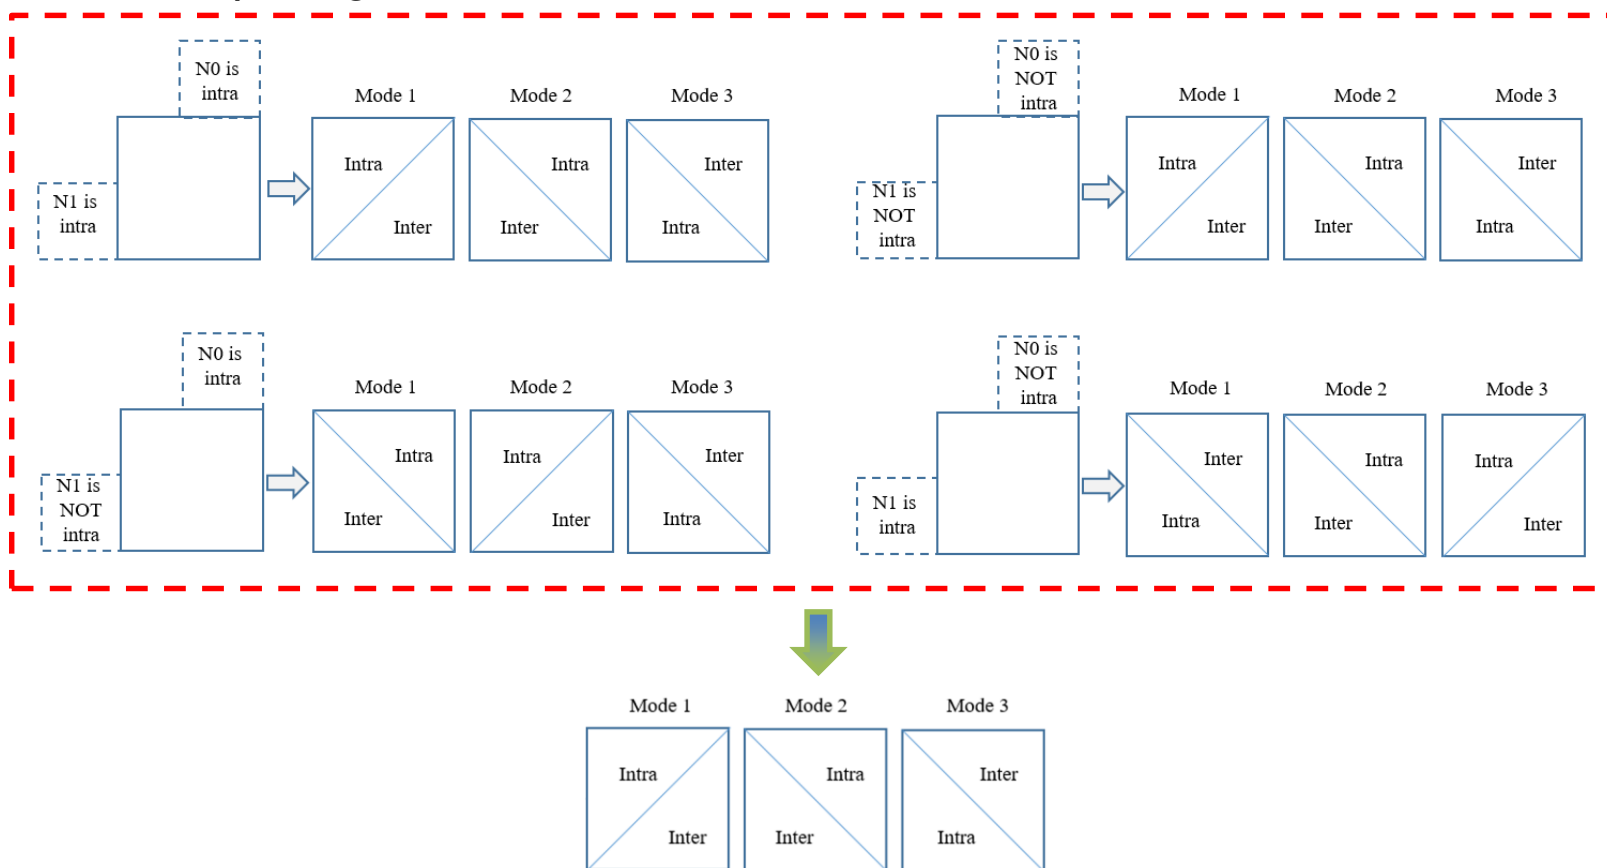 N0 is
intra
N1 is
intra
Mode 1
Mode 2
Mode 3
Intra
Inter
Intra
Inter
Inter
Intra
N0 is
NOT
intra
N1 is
NOT
intra
Mode 1
Mode 2
Mode 3
Intra
Inter
Intra
Inter
Inter
Intra
N0 is
intra
N1 is
NOT
intra
Mode 1
Mode 2
Mode 3
Intra
Inter
Intra
Inter
Inter
Intra
N0 is
NOT
intra
N1 is
intra
Mode 1
Mode 2
Mode 3
Inter
Intra
Intra
Inter
Intra
Inter
Mode 1
Mode 2
Mode 3
Intra
Inter
Intra
Inter
Inter
Intra